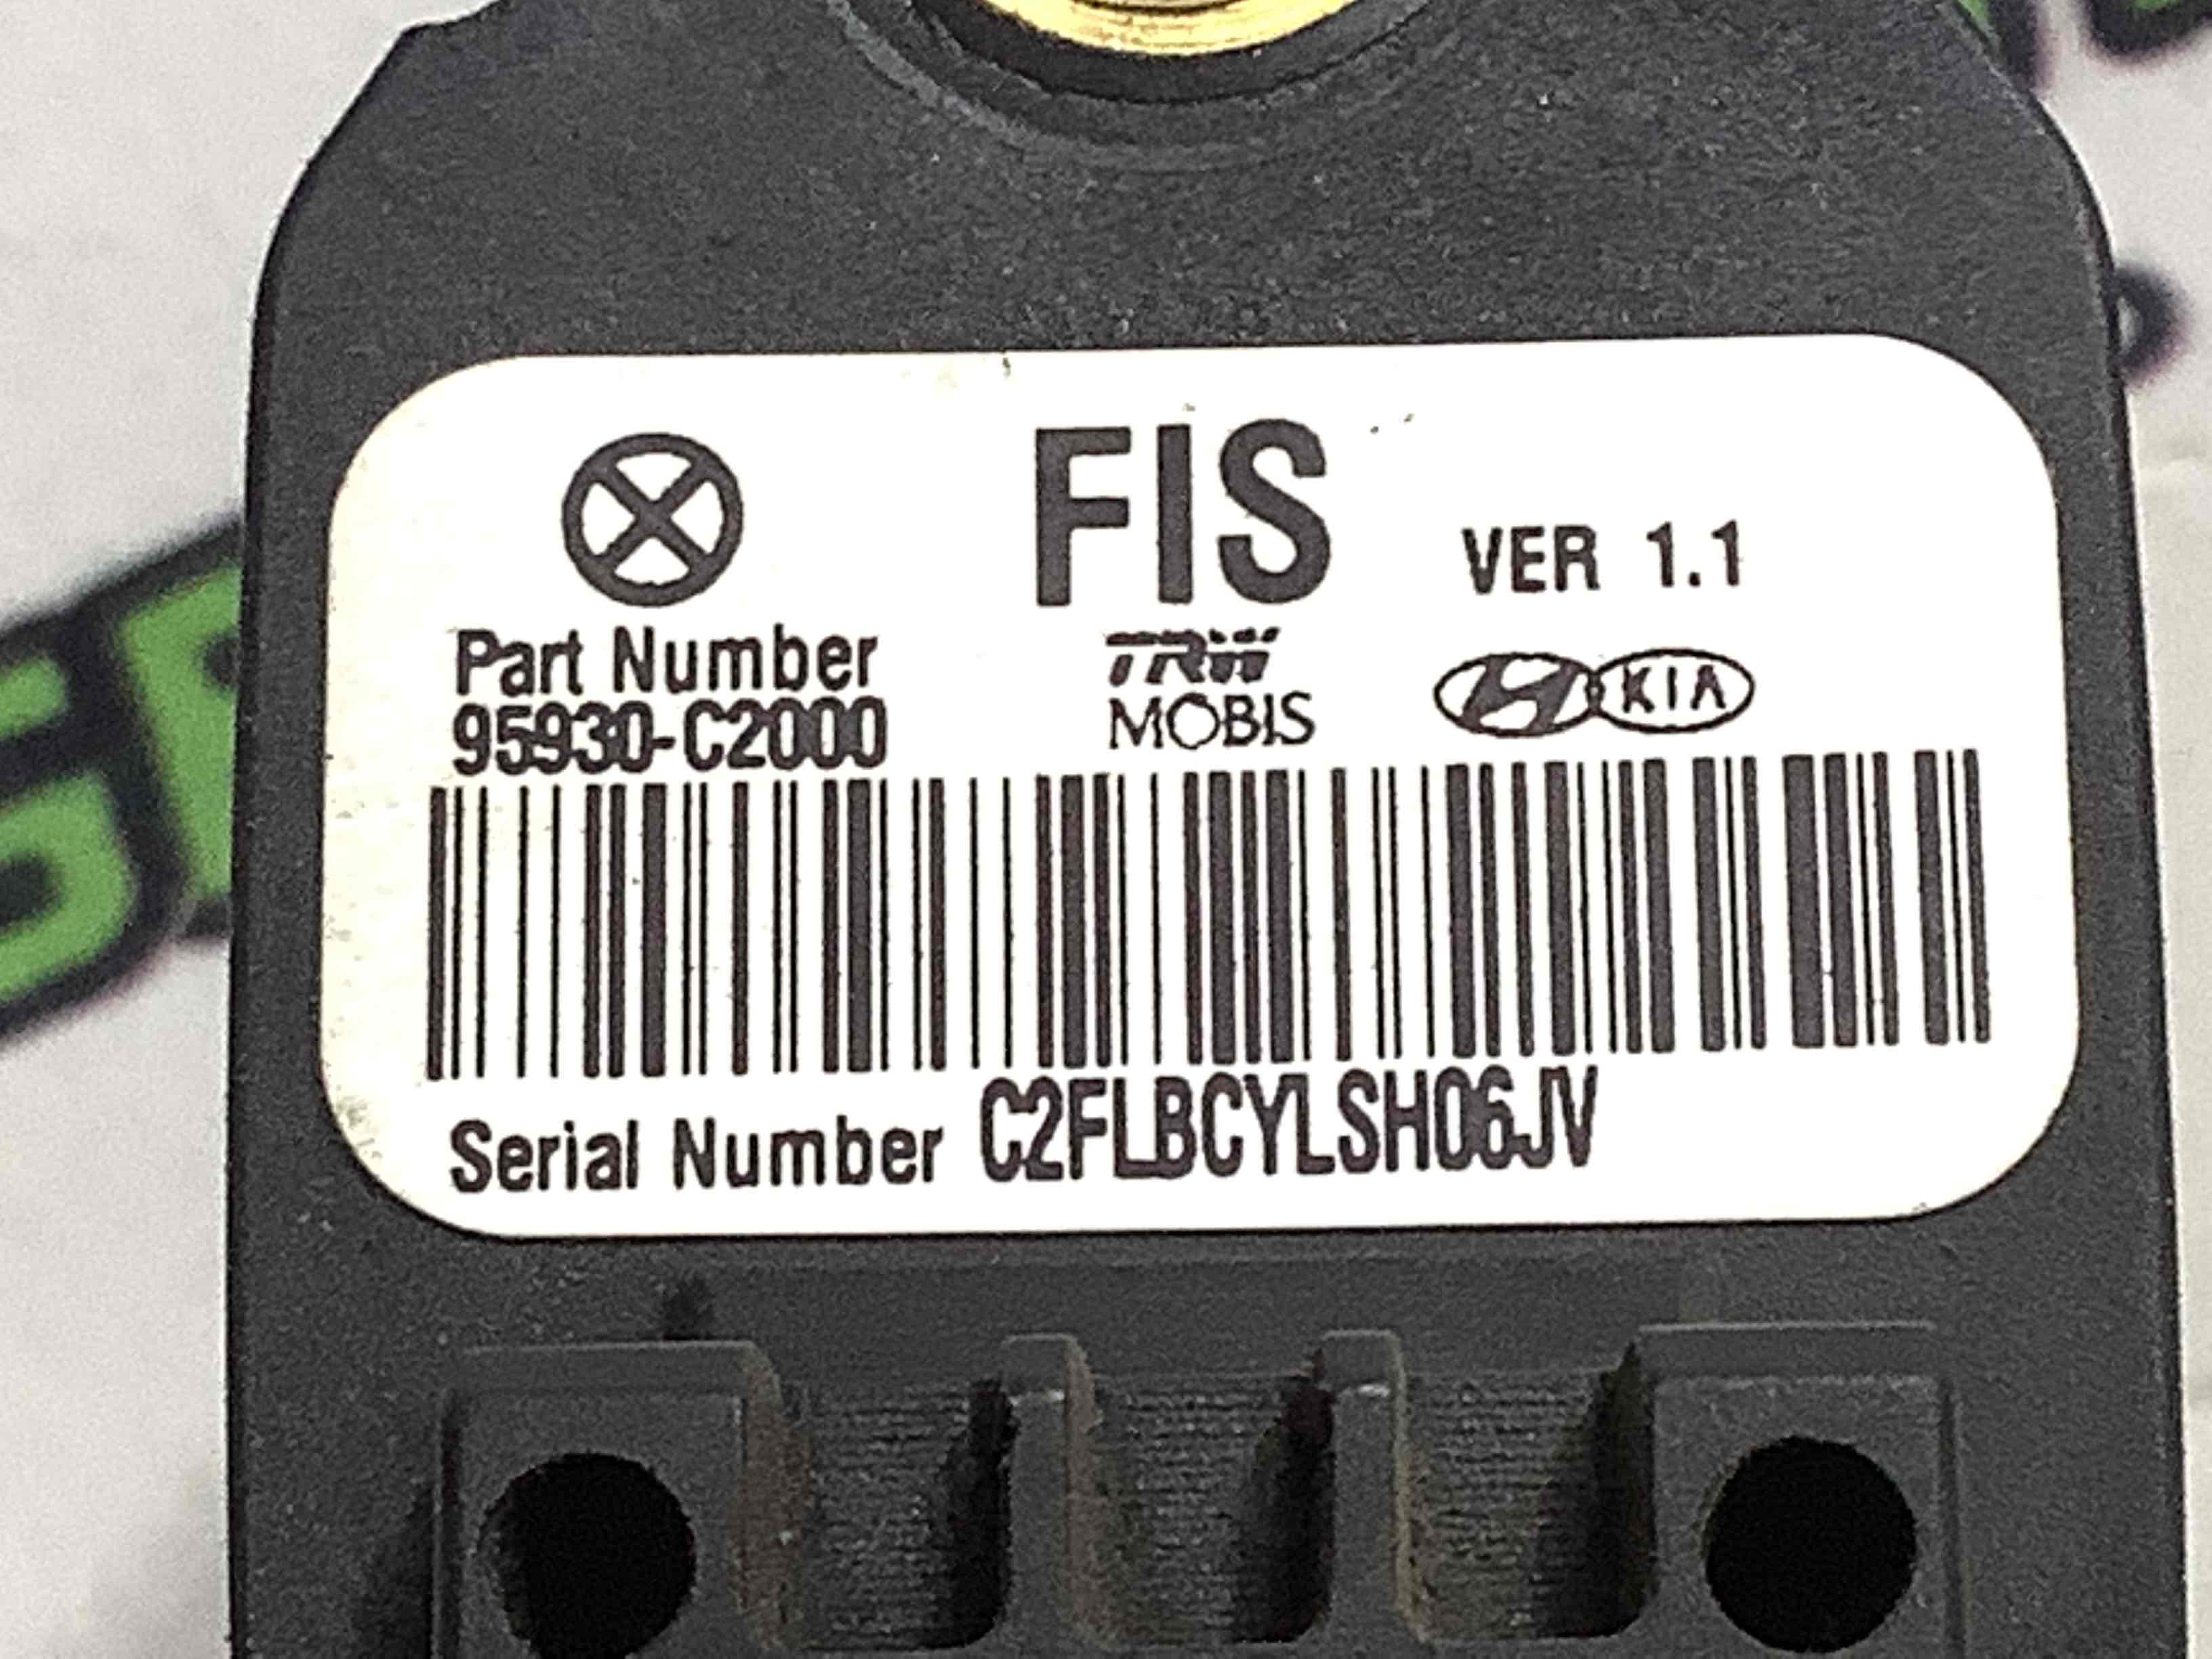 FIS VER 1.1
Part Number
95930-C2000
TRW
MOBIS
KIA
Serial Number C2FLBCYLSH06JV